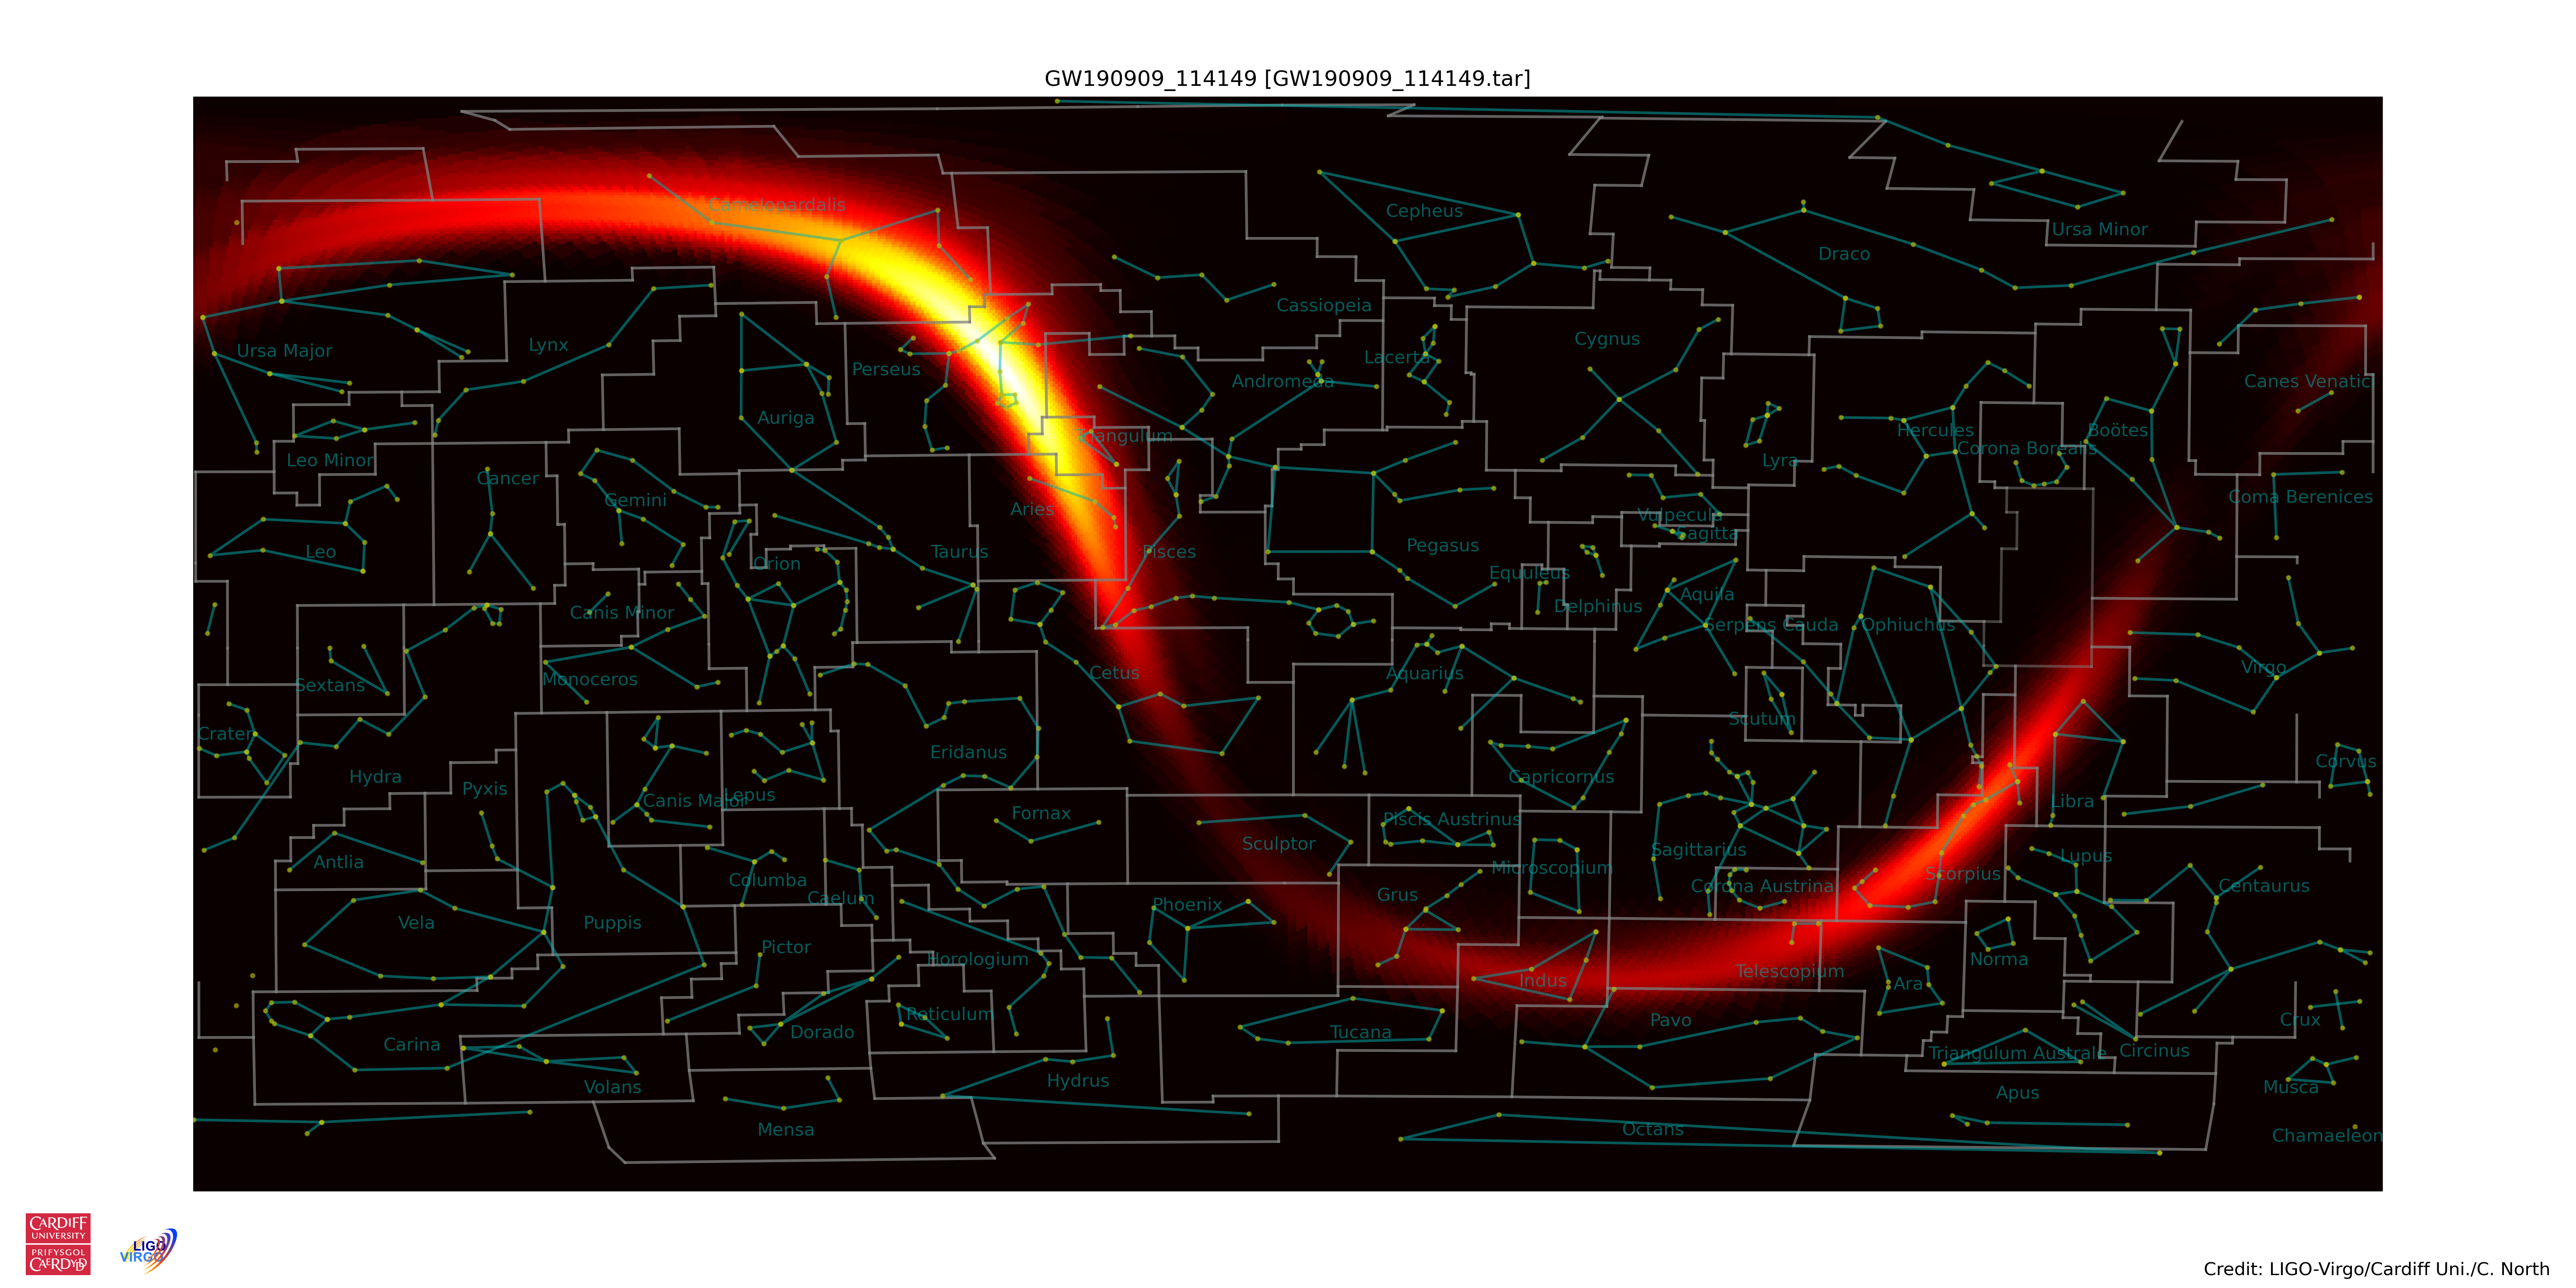 GW190909_114149 [GW190909_114149.tar]
Camelopardalis
Cepheus
Ursa Minor
Draco
Cassiopeia
Cygnus
Ursa Major
Lynx
Perseus
Lacerta
Andromeda
Canes Venatici
Auriga
Triangulum
Hercules
Boötes
Corona Borealis
Leo Minor
Lyra
Cancer
Gemini
Coma Berenices
Aries
Vulpecula
Sagitta
Leo
Orion
Taurus
Pisces
Pegasus
Equuleus
Canis Minor
Delphinus
Aquila
Serpens Cauda
Ophiuchus
Sextans
Monoceros
Cetus
Aquarius
Virgo
Crater
Scutum
Eridanus
Hydra
Capricornus
Corvus
Pyxis
Canis Major
Lepus
Libra
Fornax
Piscis Austrinus
Sculptor
Sagittarius
Antlia
Microscopium
Lupus
Columba
Scorpius
Corona Austrina
Centaurus
Caelum
Grus
Phoenix
Vela
Puppis
Pictor
Horologium
Norma
Telescopium
Indus
Ara
Reticulum
Dorado
Tucana
Pavo
Crux
Carina
Triangulum Australe
Circinus
Volans
Hydrus
Apus
Musca
Mensa
Octans
Chamaeleon
CARDIFF
UNIVERSITY
PRIFYSGOL
CAERDYDD
LIGO
VIRGO
Credit: LIGO-Virgo/Cardiff Uni./C. North